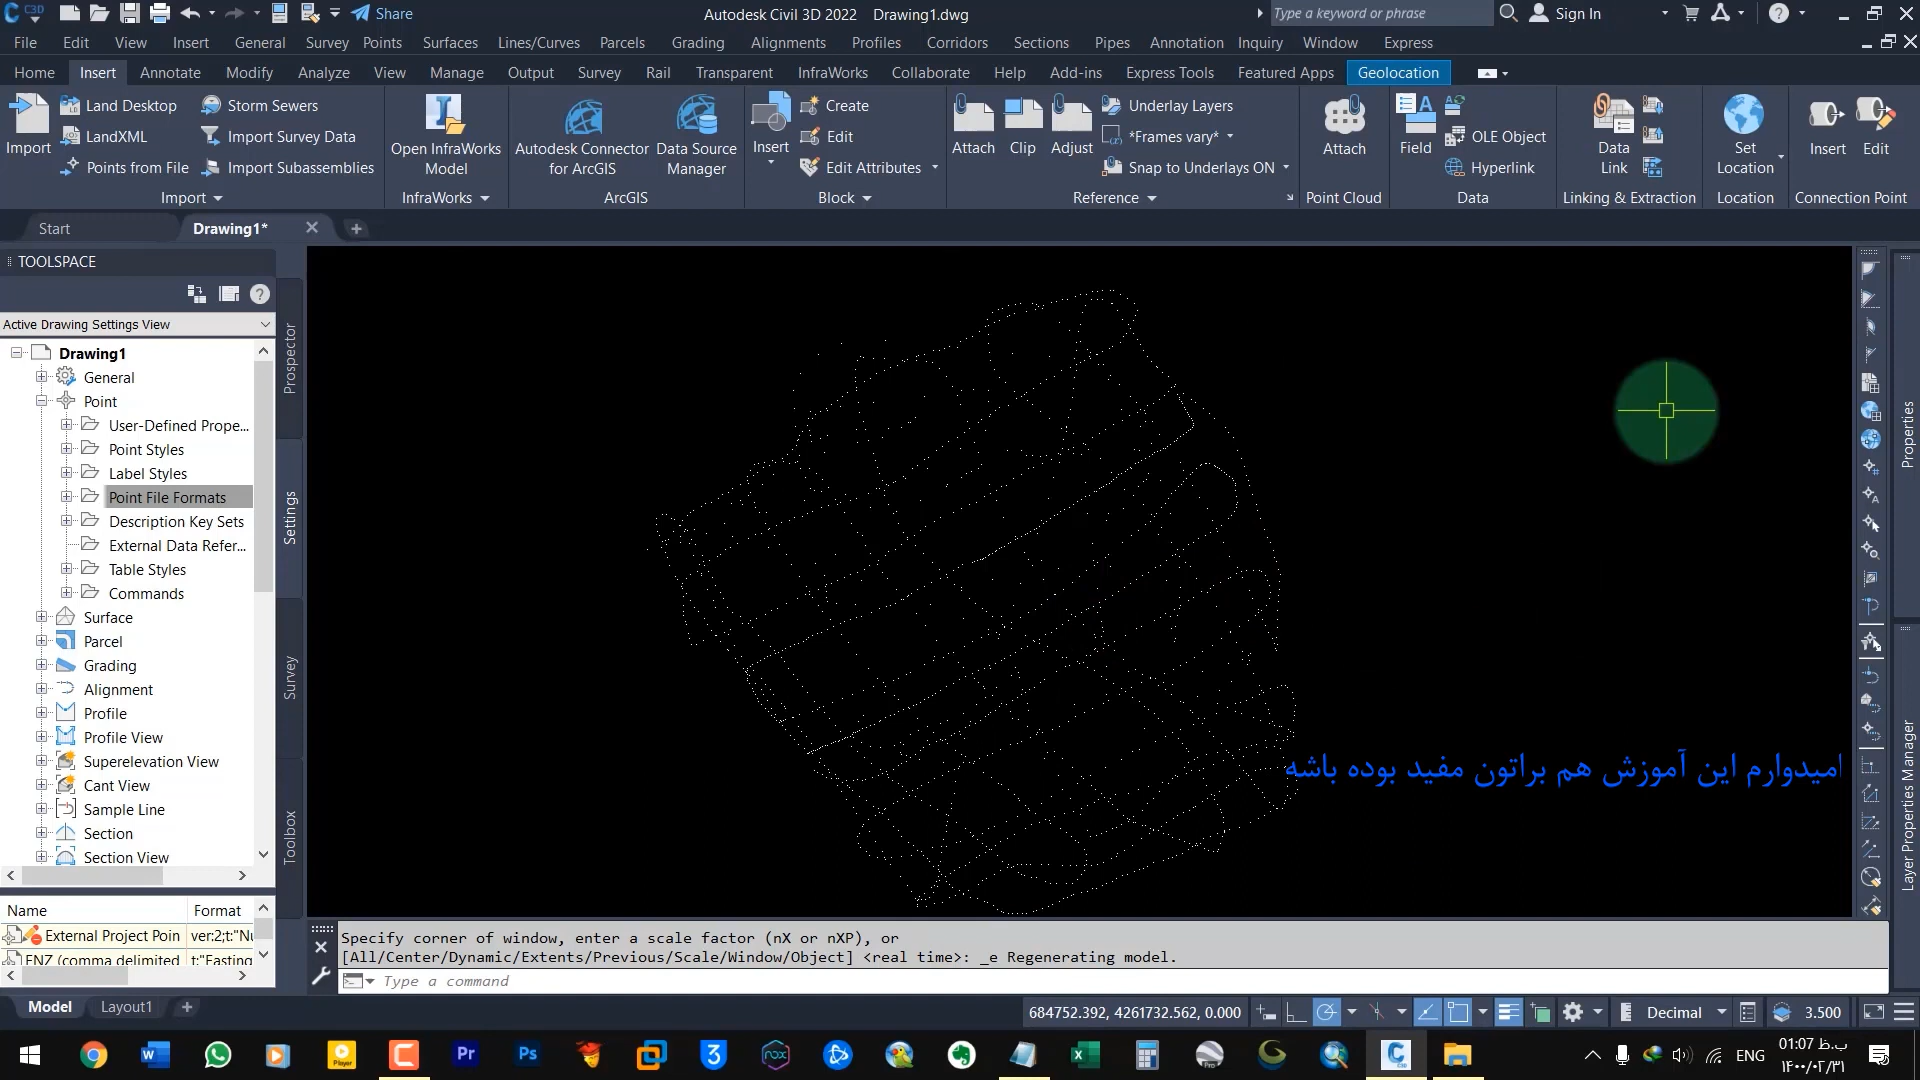 C3D
Share
Autodesk Civil 3D 2022 Drawing1.dwg
Type a keyword or phrase
Sign In
File Edit View Insert General Survey Points Surfaces Lines/Curves Parcels Grading Alignments Profiles Corridors Sections Pipes Annotation Inquiry Window Express
Home Insert Annotate Modify Analyze View Manage Output Survey Rail Transparent InfraWorks Collaborate Help Add-ins Express Tools Featured Apps Geolocation
Import
Land Desktop
LandXML
Points from File
Storm Sewers
Import Survey Data
Import Subassemblies
Import
Open InfraWorks
Model
InfraWorks
Autodesk Connector
for ArcGIS
Data Source
Manager
ArcGIS
Insert
Create
Edit
Edit Attributes
Block
Attach
Clip
Adjust
Underlay Layers
*Frames vary*
Snap to Underlays ON
Reference
Attach
Point Cloud
Field
OLE Object
Hyperlink
Data
Data
Link
Linking & Extraction
Set
Location
Location
Insert
Edit
Connection Point
Start
Drawing1*
TOOLSPACE
Active Drawing Settings View
Drawing1
General
Point
User-Defined Prope...
Point Styles
Label Styles
Point File Formats
Description Key Sets
External Data Refer...
Table Styles
Commands
Surface
Parcel
Grading
Alignment
Profile
Profile View
Superelevation View
Cant View
Sample Line
Section
Section View
Prospector
Settings
Survey
Toolbox
Name Format
External Project Poin ver:2;t:"Nu
ENZ (comma delimited t:"Easting
Properties
Layer Properties Manager
امیدوارم این آموزش هم براتون مفید بوده باشه
Specify corner of window, enter a scale factor (nX or nXP), or
[All/Center/Dynamic/Extents/Previous/Scale/Window/Object] <real time>: _e Regenerating model.
Type a command
Model
Layout1
684752.392, 4261732.562, 0.000
Decimal
3.500
ENG
01:07 ب.ظ
۱۴۰۰/۰۲/۳۱